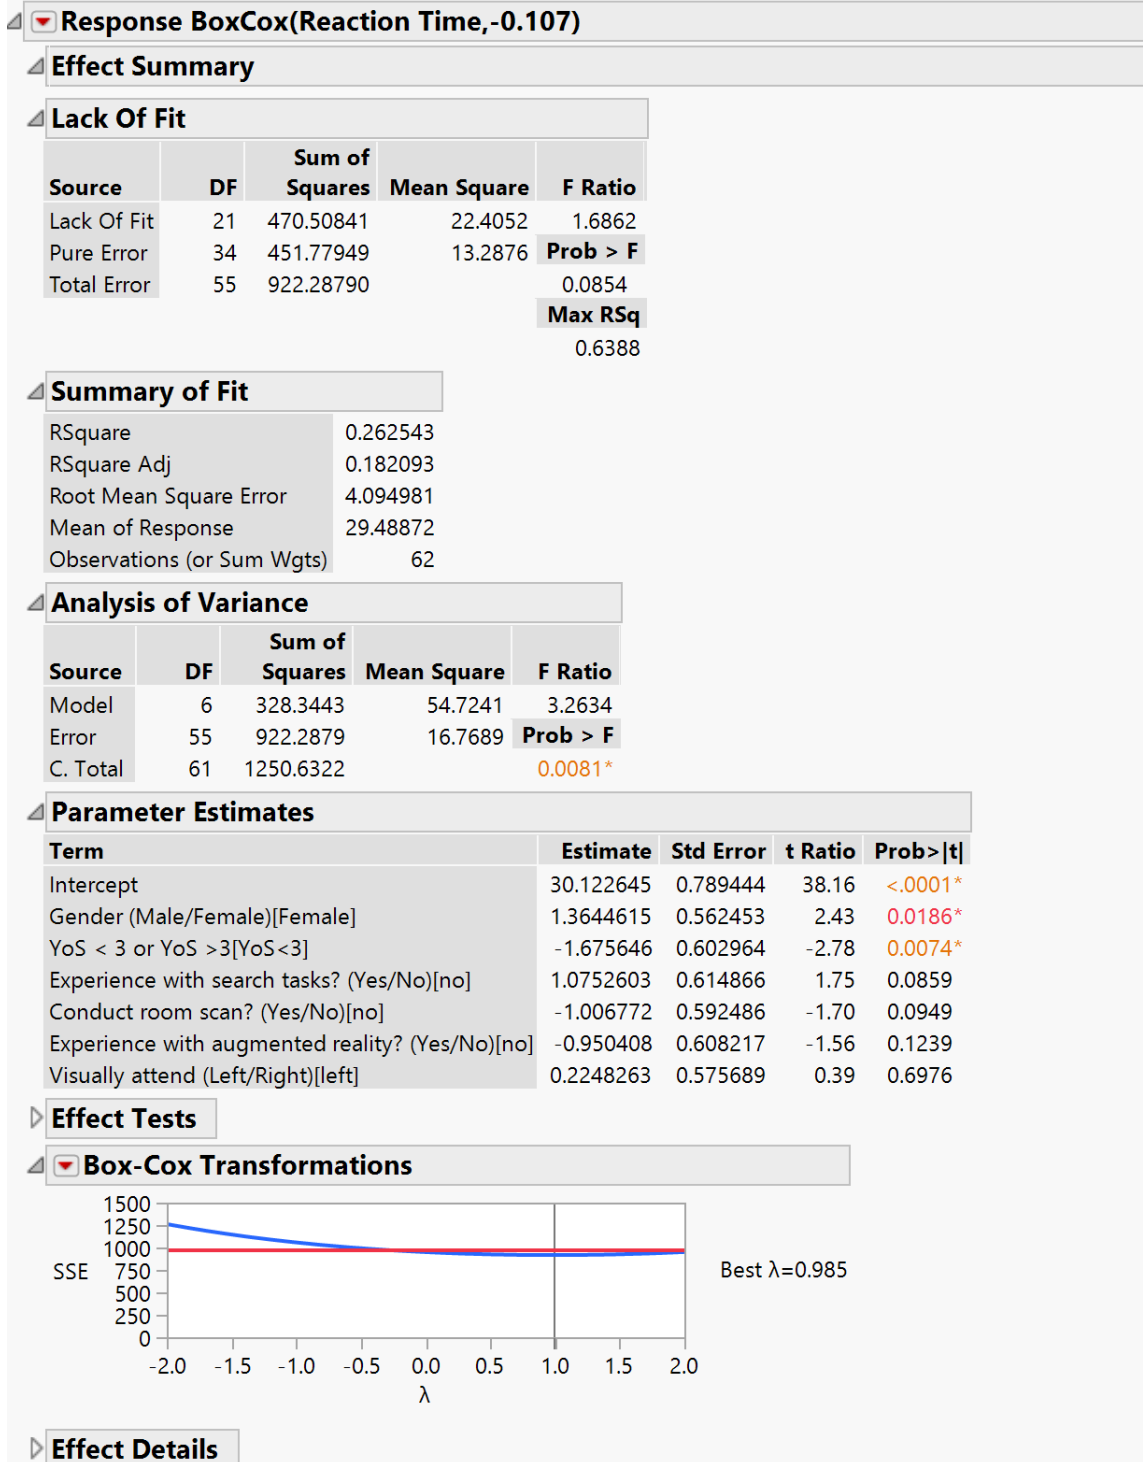 Response BoxCox(Reaction Time,-0.107)
Effect Summary
Lack Of Fit
Sum of
Source DF Squares Mean Square F Ratio
Lack Of Fit 21 470.50841 22.4052 1.6862
Pure Error 34 451.77949 13.2876 Prob > F
Total Error 55 922.28790 0.0854
Max RSq
0.6388
Summary of Fit
RSquare 0.262543
RSquare Adj 0.182093
Root Mean Square Error 4.094981
Mean of Response 29.48872
Observations (or Sum Wgts) 62
Analysis of Variance
Sum of
Source DF Squares Mean Square F Ratio
Model 6 328.3443 54.7241 3.2634
Error 55 922.2879 16.7689 Prob > F
C. Total 61 1250.6322 0.0081*
Parameter Estimates
Term Estimate Std Error t Ratio Prob>|t|
Intercept 30.122645 0.789444 38.16 <.0001*
Gender (Male/Female)[Female] 1.3644615 0.562453 2.43 0.0186*
YoS < 3 or YoS >3[YoS<3] -1.675646 0.602964 -2.78 0.0074*
Experience with search tasks? (Yes/No)[no] 1.0752603 0.614866 1.75 0.0859
Conduct room scan? (Yes/No)[no] -1.006772 0.592486 -1.70 0.0949
Experience with augmented reality? (Yes/No)[no] -0.950408 0.608217 -1.56 0.1239
Visually attend (Left/Right)[left] 0.2248263 0.575689 0.39 0.6976
Effect Tests
Box-Cox Transformations
1500
1250
1000
750
500
250
0
SSE
Best λ=0.985
-2.0 -1.5 -1.0 -0.5 0.0 0.5 1.0 1.5 2.0
λ
Effect Details